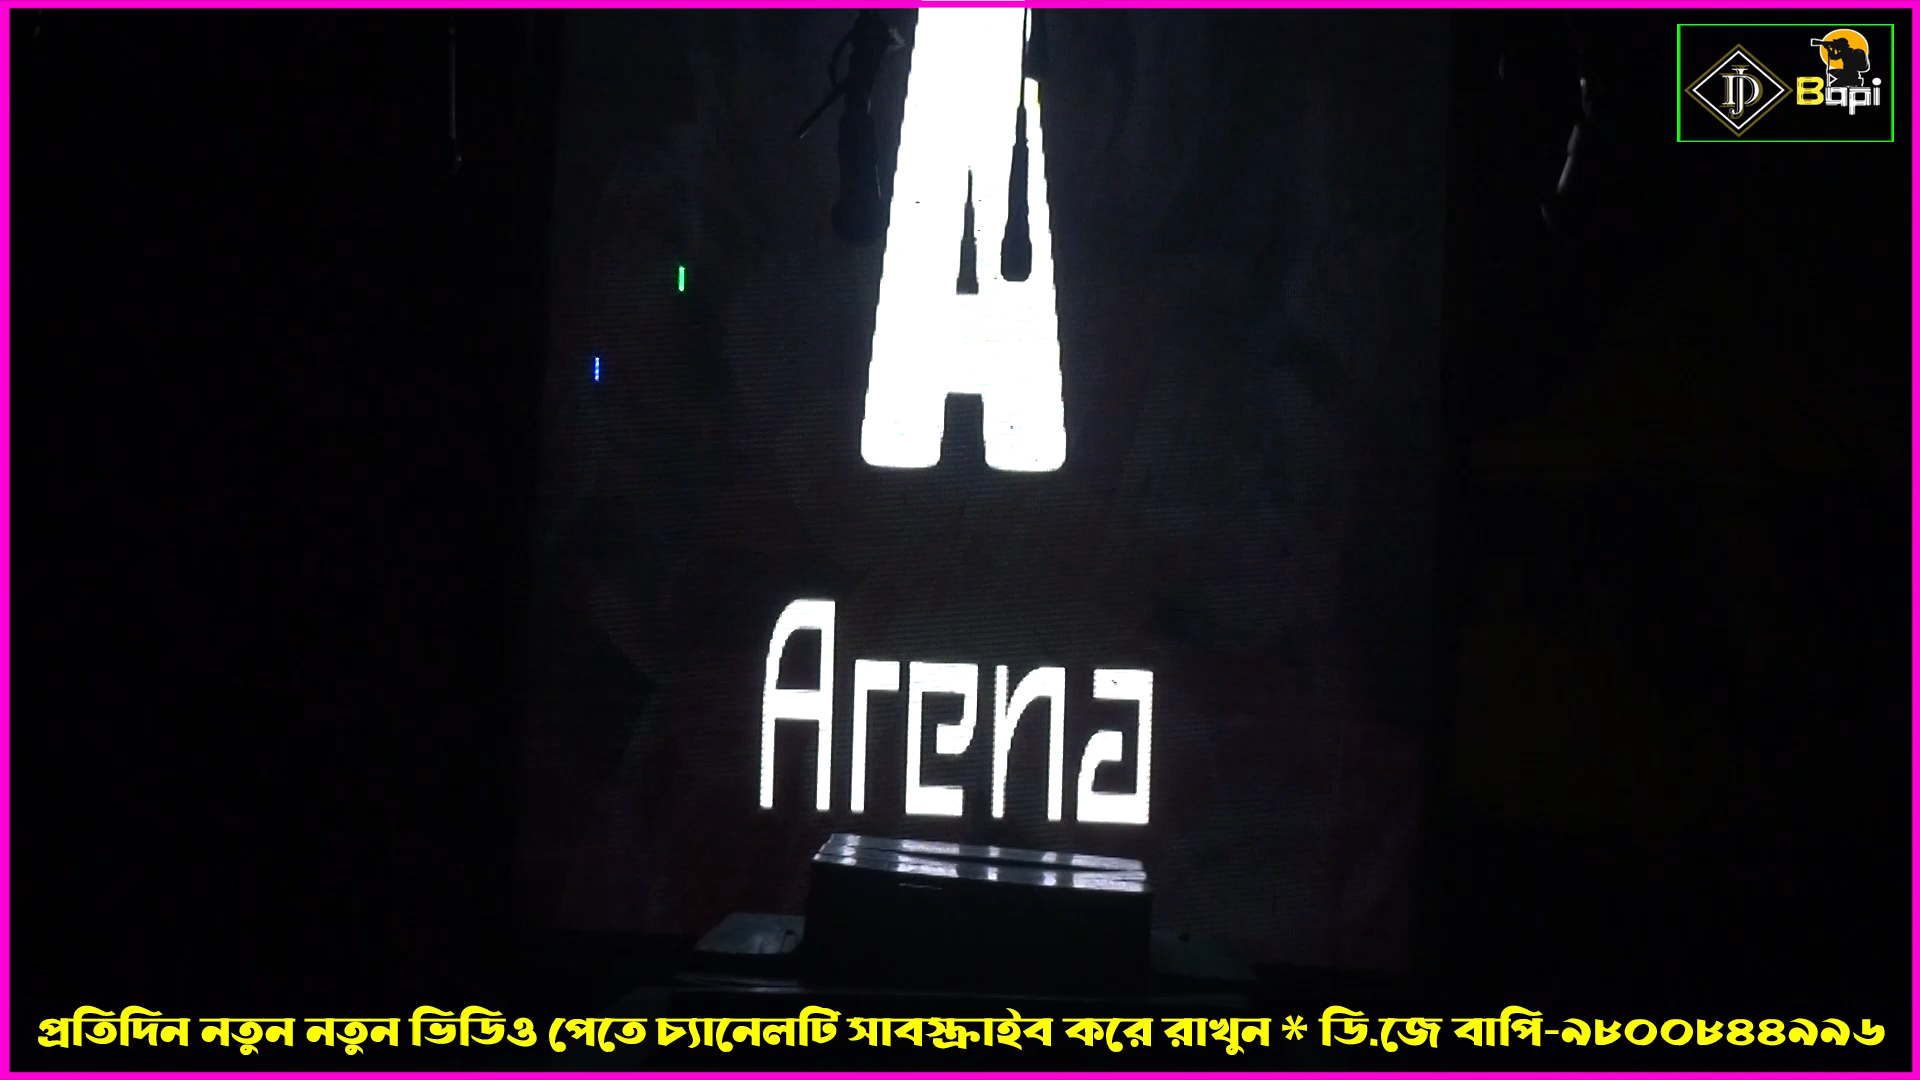 DJ Bapi
A
Arena
প্রতিদিন নতুন নতুন ভিডিও পেতে চ্যানেলটি সাবস্ক্রাইব করে রাখুন * ডি.জে বাপি-৯৮০০৮৪৪৯৯৬